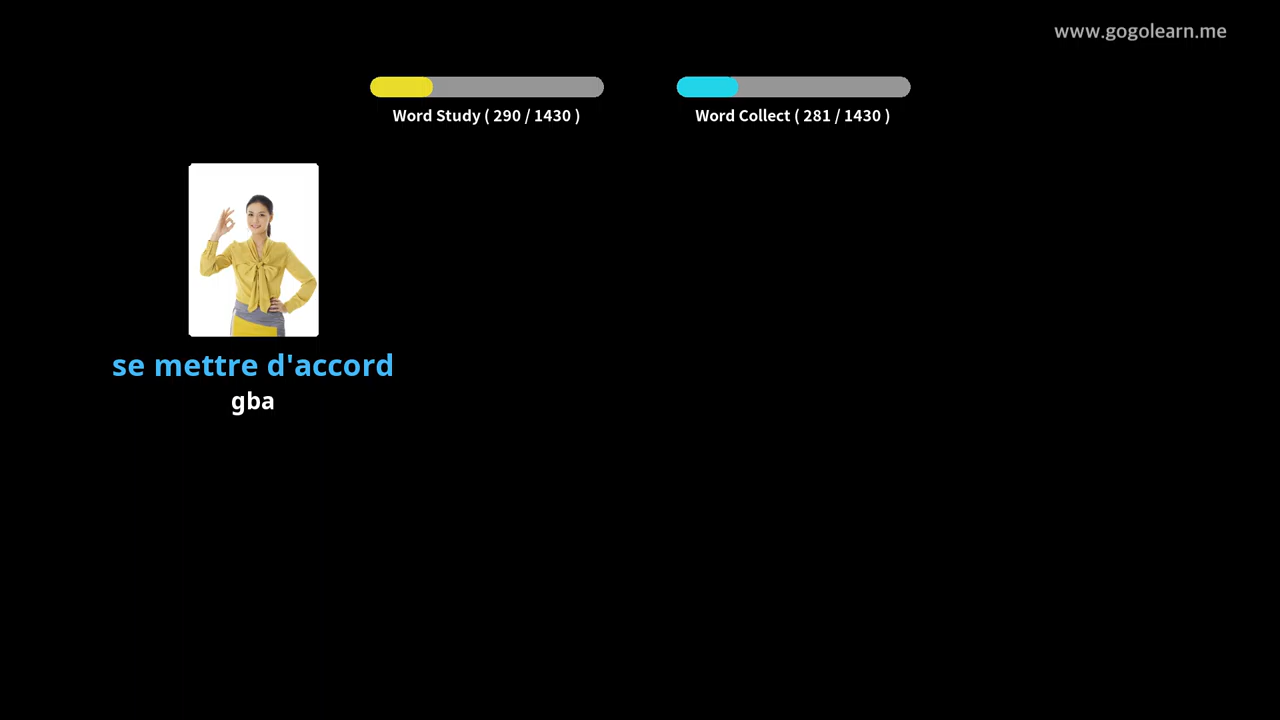 www.gogolearn.me
Word Study ( 290 / 1430 )
Word Collect ( 281 / 1430 )
se mettre d'accord
gba